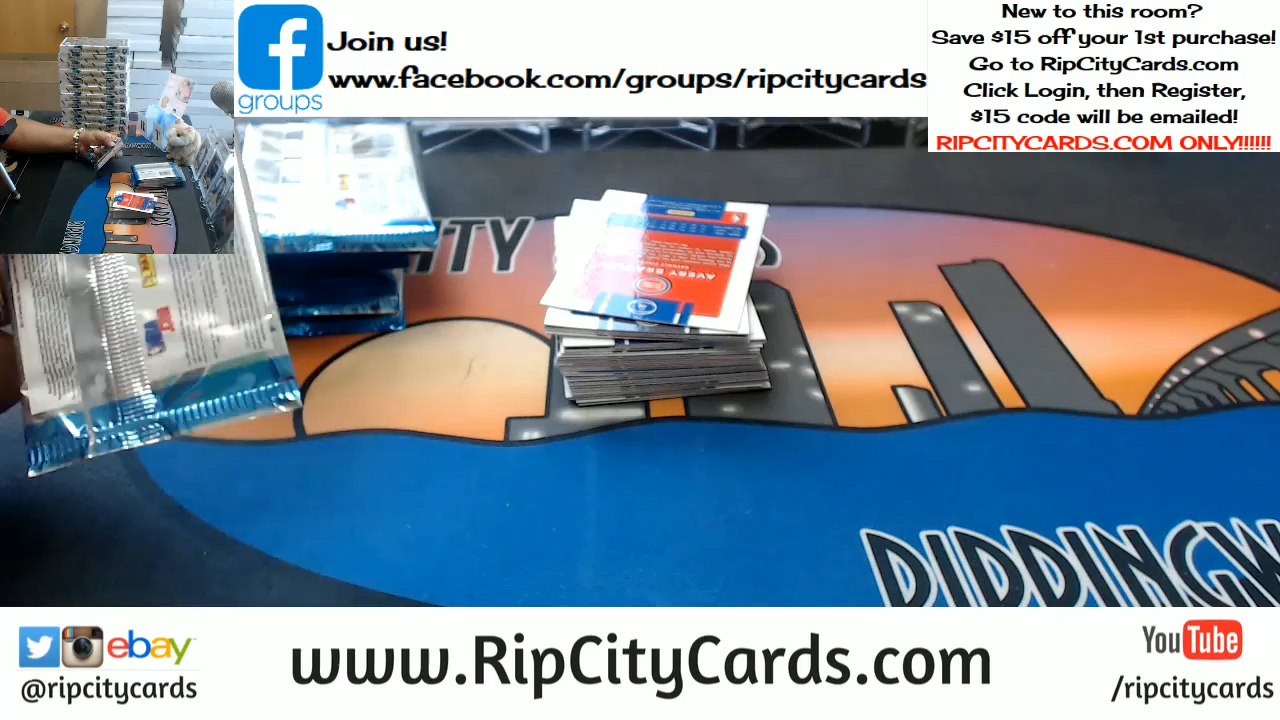 Join us!
www.facebook.com/groups/ripcitycards
groups
New to this room?
Save $15 off your 1st purchase!
Go to RipCityCards.com
Click Login, then Register,
$15 code will be emailed!
RIPCITYCARDS.COM ONLY!!!!!!
ITY
AVERY
DIDDINGW
ebay
@ripcitycards
www.RipCityCards.com
YouTube
/ripcitycards